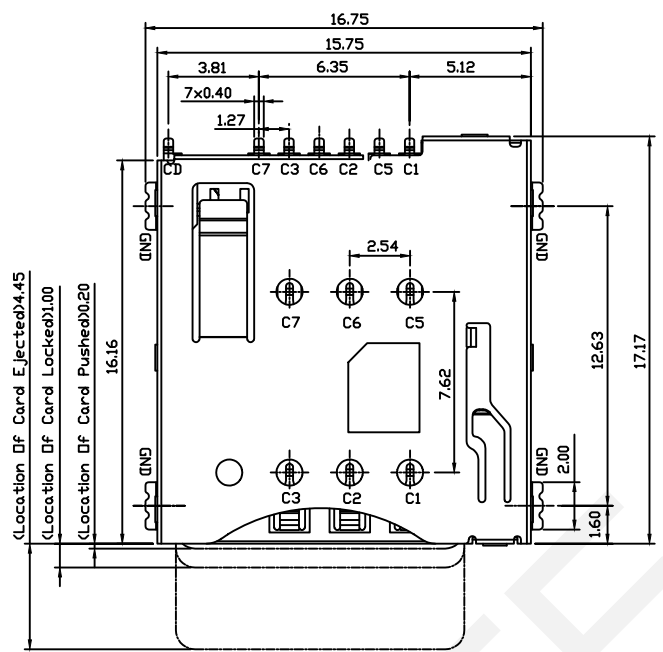 16.75
15.75
3.81 6.35 5.12
7x0.40
1.27
CD C7 C3 C6 C2 C5 C1
GND GND
2.54
C7 C6 C5
16.16
7.62
12.63
17.17
(Location Of Card Ejected)4.45
(Location Of Card Locked)1.00
(Location Of Card Pushed)0.20
GND GND
2.00
C3 C2 C1
1.60